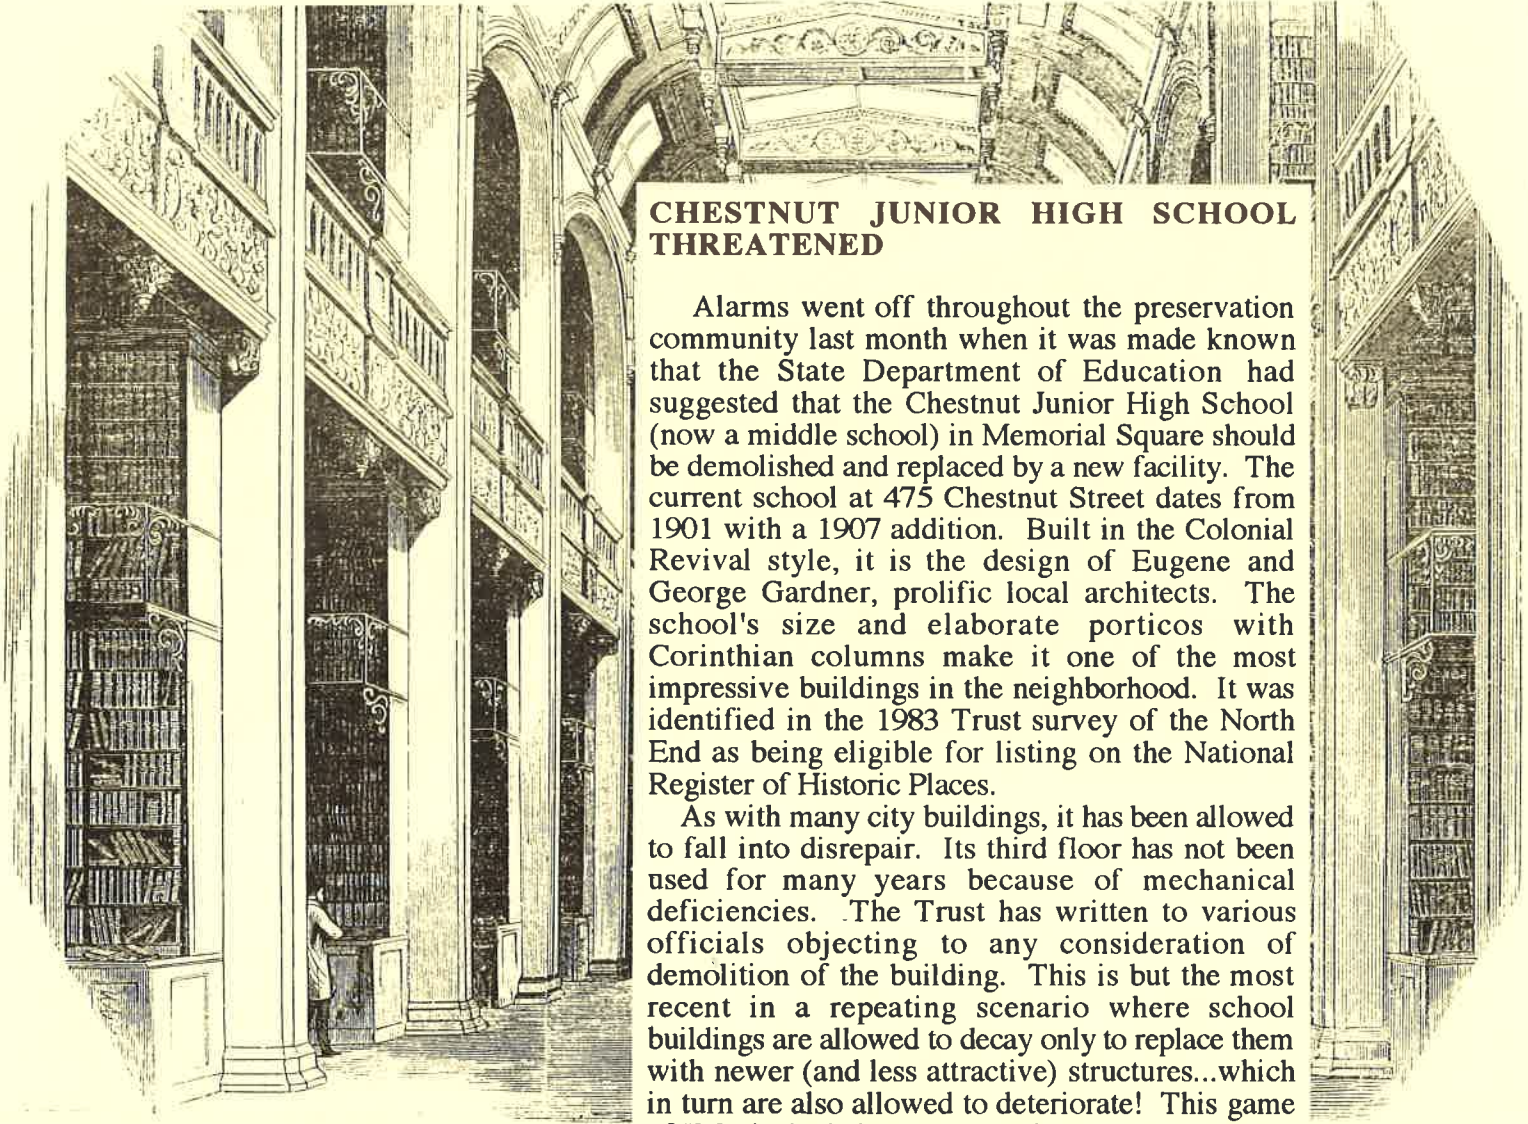 CHESTNUT JUNIOR HIGH SCHOOL
THREATENED
Alarms went off throughout the preservation
community last month when it was made known
that the State Department of Education had
suggested that the Chestnut Junior High School
(now a middle school) in Memorial Square should
be demolished and replaced by a new facility. The
current school at 475 Chestnut Street dates from
1901 with a 1907 addition. Built in the Colonial
Revival style, it is the design of Eugene and
George Gardner, prolific local architects. The
school's size and elaborate porticos with
Corinthian columns make it one of the most
impressive buildings in the neighborhood. It was
identified in the 1983 Trust survey of the North
End as being eligible for listing on the National
Register of Historic Places.
As with many city buildings, it has been allowed
to fall into disrepair. Its third floor has not been
used for many years because of mechanical
deficiencies. The Trust has written to various
officials objecting to any consideration of
demolition of the building. This is but the most
recent in a repeating scenario where school
buildings are allowed to decay only to replace them
with newer (and less attractive) structures...which
in turn are also allowed to deteriorate! This game